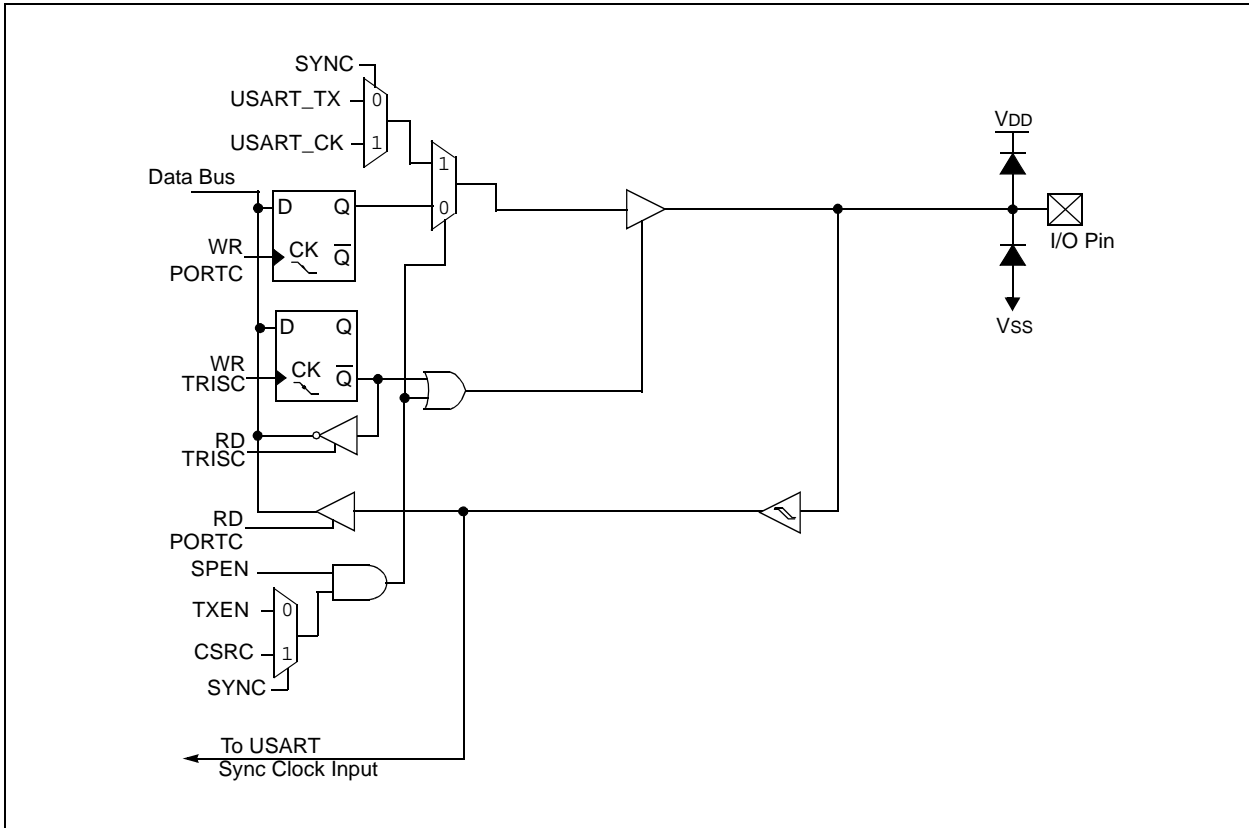 SYNC
USART_TX
0
USART_CK
1
VDD
1
Data Bus
D
Q
0
WR
PORTC
CK
Q
I/O Pin
D
Q
VSS
WR
TRISC
CK
Q
RD
TRISC
RD
PORTC
SPEN
TXEN
0
CSRC
1
SYNC
To USART
Sync Clock Input